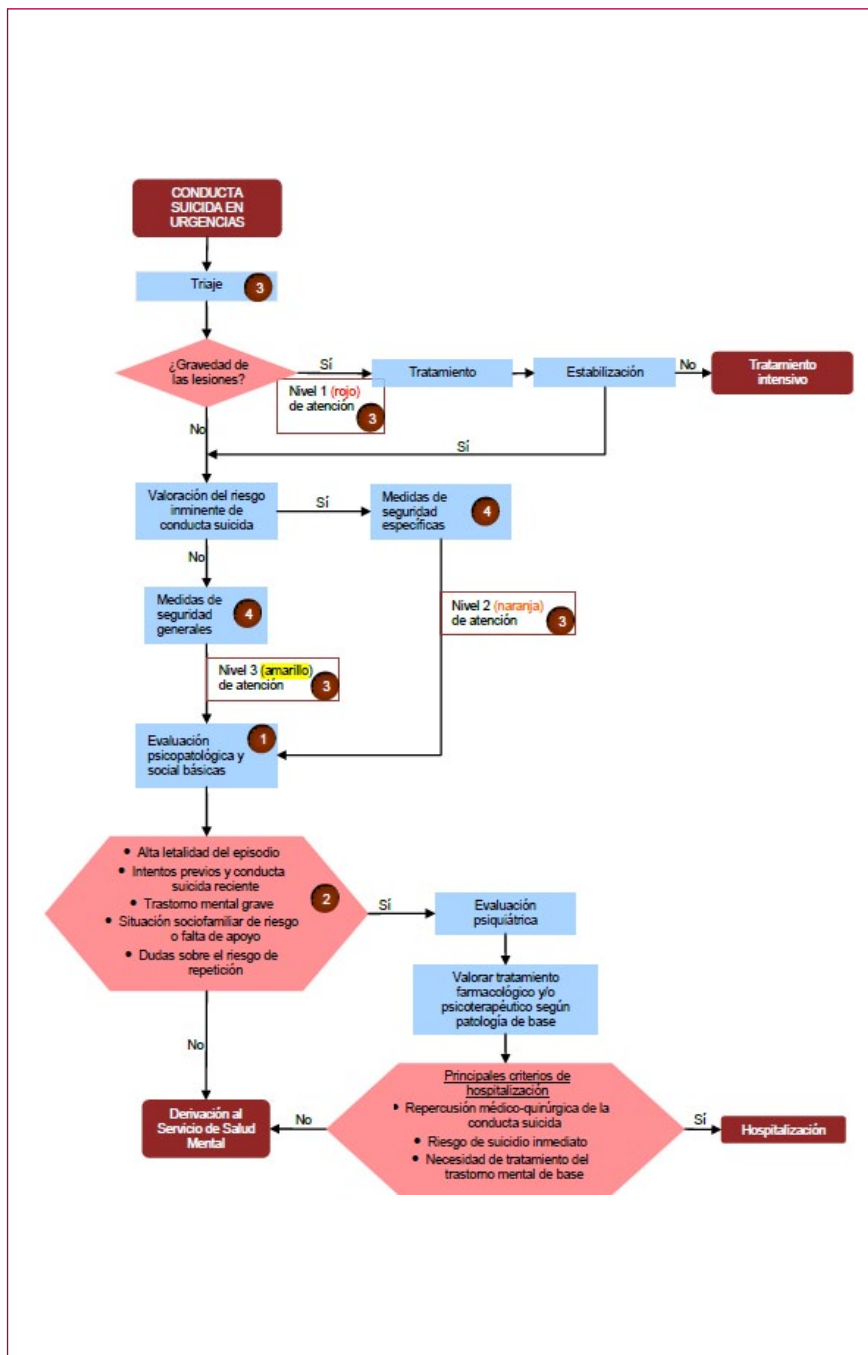 CONDUCTA
SUICIDA EN
URGENCIAS
Triaje
3
¿Gravedad de
las lesiones?
Sí
Tratamiento
Estabilización
No
Tratamiento
intensivo
Nivel 1 (rojo)
de atención
3
No
Sí
Valoración del riesgo
inminente de
conducta suicida
Sí
Medidas de
seguridad
específicas
4
No
Medidas de
seguridad
generales
4
Nivel 2 (naranja)
de atención
3
Nivel 3 (amarillo)
de atención
3
Evaluación
psicopatológica y
social básicas
1
• Alta letalidad del episodio
• Intentos previos y conducta
suicida reciente
• Trastorno mental grave
• Situación sociofamiliar de riesgo
o falta de apoyo
• Dudas sobre el riesgo de
repetición
2
Sí
Evaluación
psiquiátrica
Valorar tratamiento
farmacológico y/o
psicoterapéutico según
patología de base
No
Principales criterios de
hospitalización
• Repercusión médico-quirúrgica de la
conducta suicida
• Riesgo de suicidio inmediato
• Necesidad de tratamiento del
trastorno mental de base
No
Derivación al
Servicio de Salud
Mental
Sí
Hospitalización